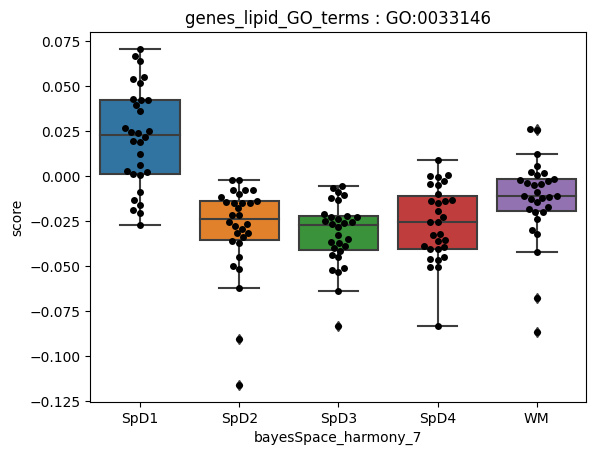 genes_lipid_GO_terms : GO:0033146
0.075
0.050
0.025
0.000
−0.025
−0.050
−0.075
−0.100
−0.125
score
SpD1 SpD2 SpD3 SpD4 WM
bayesSpace_harmony_7